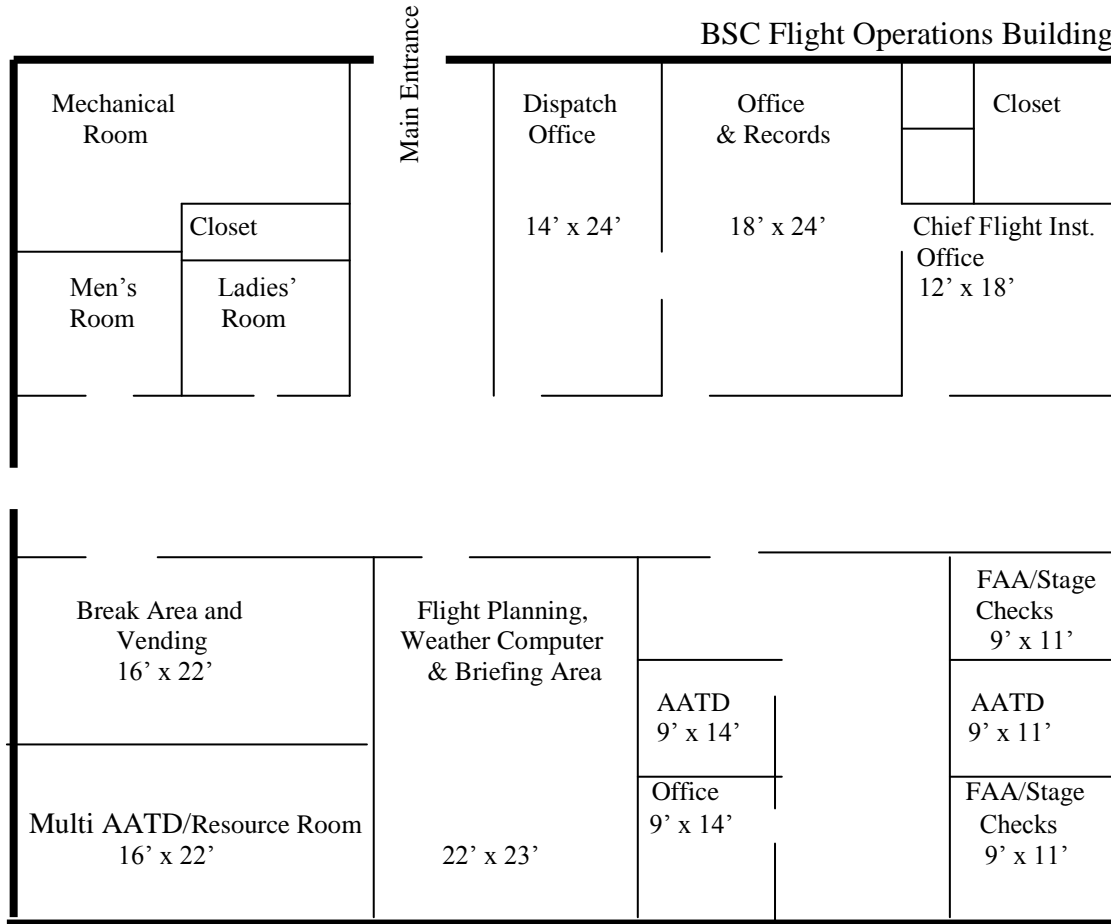 BSC Flight Operations Building
Main Entrance
Mechanical
Room
Dispatch
Office
Office
& Records
Closet
Closet
14’ x 24’
18’ x 24’
Chief Flight Inst.
Office
12’ x 18’
Men’s
Room
Ladies’
Room
Break Area and
Vending
16’ x 22’
Flight Planning,
Weather Computer
& Briefing Area
FAA/Stage
Checks
9’ x 11’
AATD
9’ x 14’
AATD
9’ x 11’
Multi AATD/Resource Room
16’ x 22’
22’ x 23’
Office
9’ x 14’
FAA/Stage
Checks
9’ x 11’